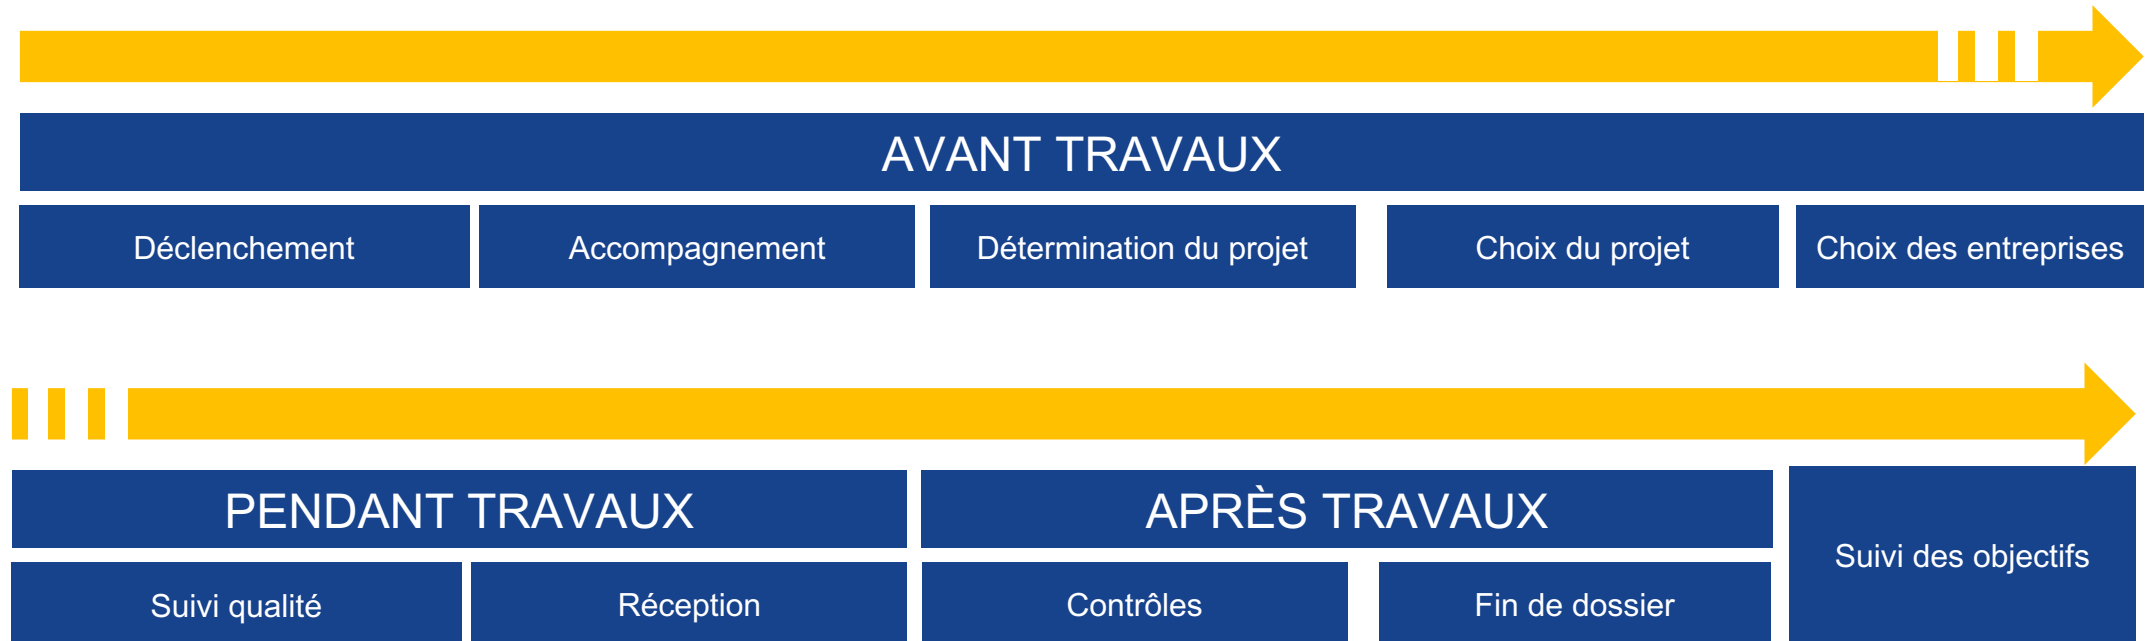 AVANT TRAVAUX
Déclenchement
Accompagnement
Détermination du projet
Choix du projet
Choix des entreprises
PENDANT TRAVAUX
APRÈS TRAVAUX
Suivi des objectifs
Suivi qualité
Réception
Contrôles
Fin de dossier